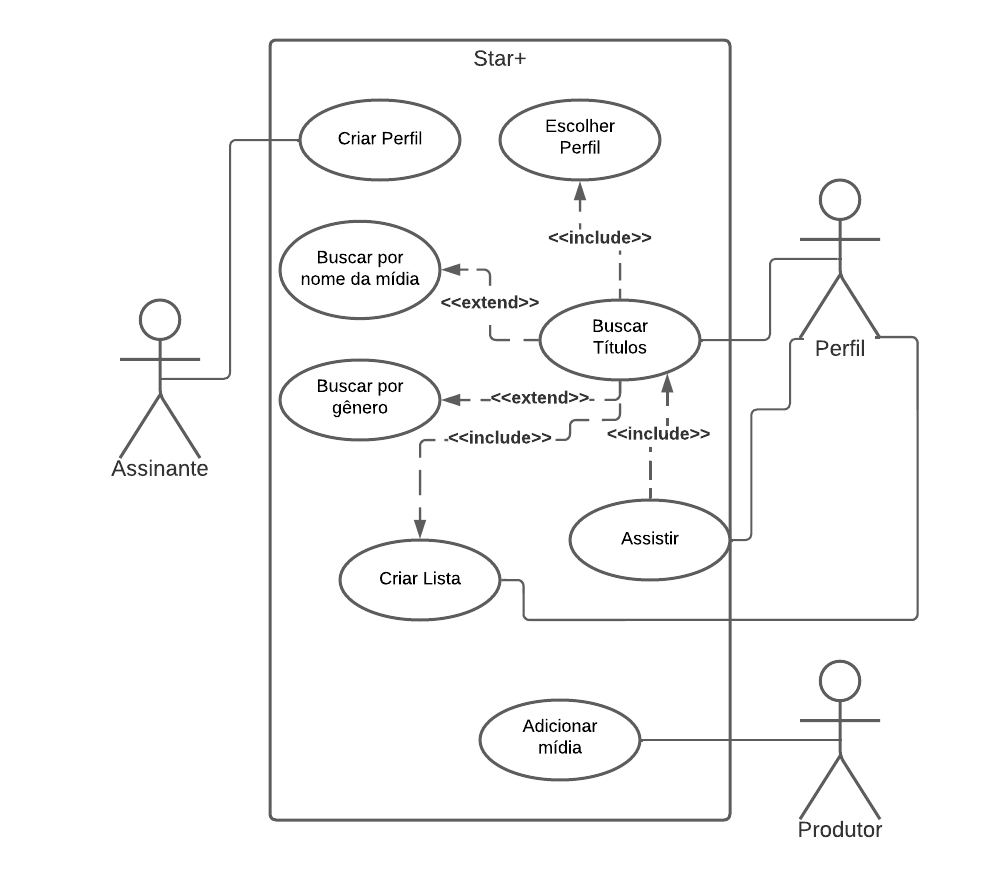 Star+
Criar Perfil
Escolher
Perfil
<<include>>
Buscar por
nome da mídia
<<extend>>
Buscar
Títulos
Perfil
Buscar por
gênero
<<extend>>
<<include>>
<<include>>
Assinante
Assistir
Criar Lista
Adicionar
mídia
Produtor